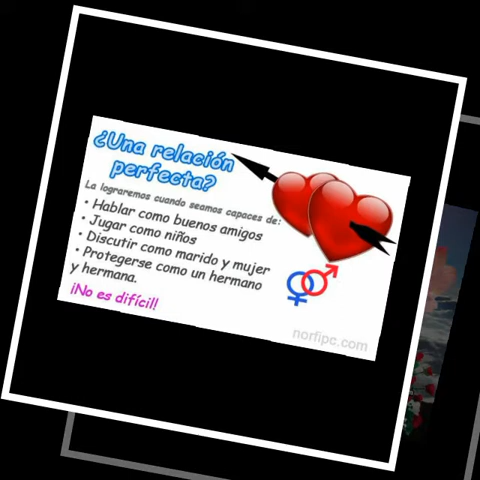 ¿Una relación
perfecta?
La lograremos cuando seamos capaces de:
• Hablar como buenos amigos
• Jugar como niños
• Discutir como marido y mujer
• Protegerse como un hermano
y hermana.
¡No es difícil!
norfipc.com